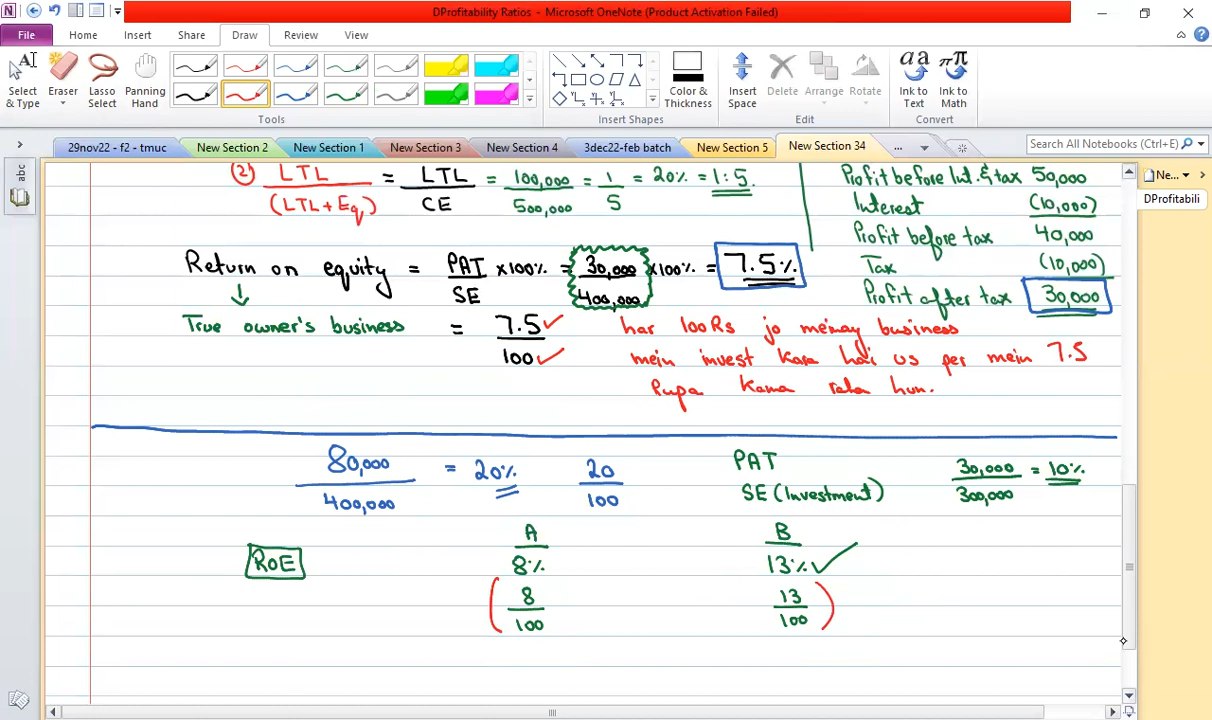 DProfitability Ratios - Microsoft OneNote (Product Activation Failed)
File Home Insert Share Draw Review View
Select & Type Eraser Lasso Select Panning Hand Color & Thickness Insert Space Delete Arrange Rotate Ink to Text Ink to Math
Tools Insert Shapes Edit Convert
29nov22 - f2 - tmuc New Section 2 New Section 1 New Section 3 New Section 4 3dec22-feb batch New Section 5 New Section 34 ... Search All Notebooks (Ctrl+E)
abc
Ne...
DProfitabili
(2) LTL / (LTL + Eq) = LTL / CE = 100,000 / 500,000 = 1 / 5 = 20% = 1:5.
Profit before Int. & tax 50,000
Interest (10,000)
Profit before tax 40,000
Tax (10,000)
Profit after tax 30,000
Return on equity = PAT / SE x100% = 30,000 / 400,000 x100% = 7.5%
True owner's business = 7.5 / 100
har 100Rs jo meinay business
mein invest kara hai us per mein 7.5
Rupa kama raha hun.
80,000 / 400,000 = 20% 20 / 100
PAT
SE (Investment)
30,000 / 300,000 = 10%
A B
RoE 8% 13%
8 / 100 13 / 100